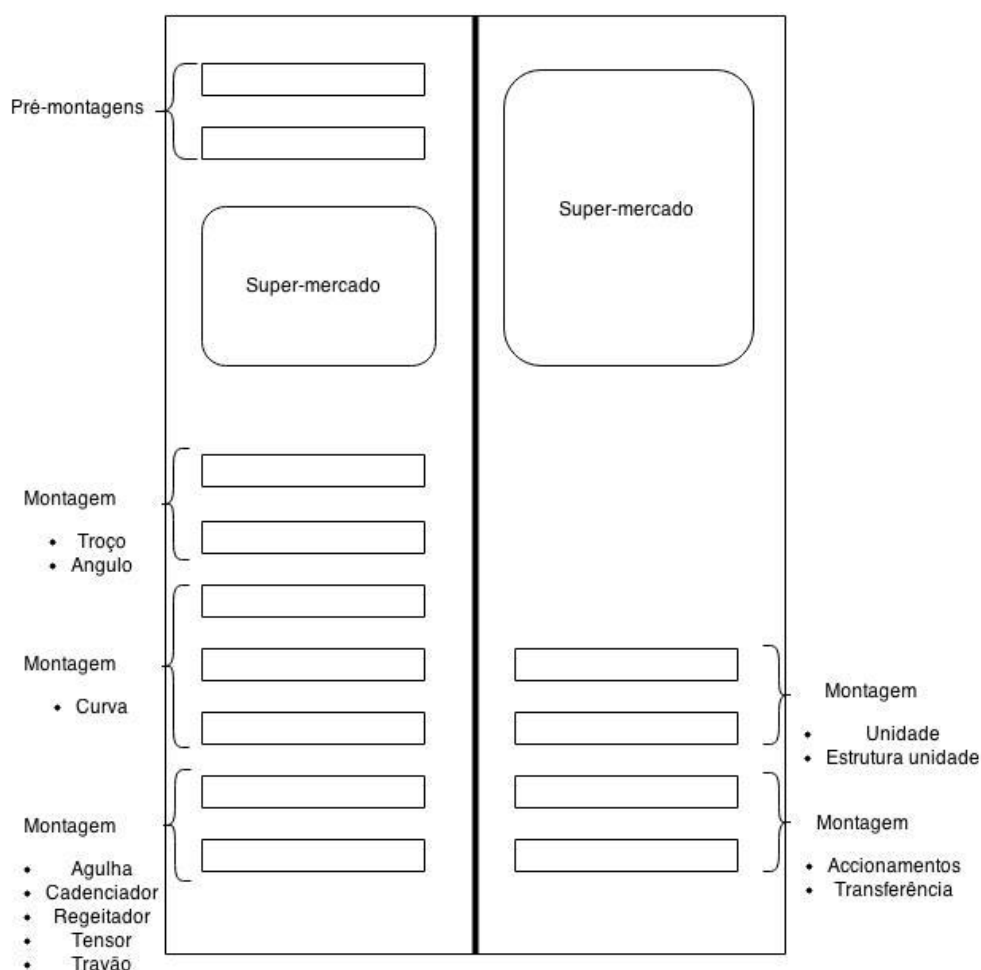 Pré-montagens
Super-mercado
Super-mercado
Montagem
Troço
Angulo
Montagem
Curva
Montagem
Agulha
Cadenciador
Regeitador
Tensor
Travão
Montagem
Unidade
Estrutura unidade
Montagem
Accionamentos
Transferência